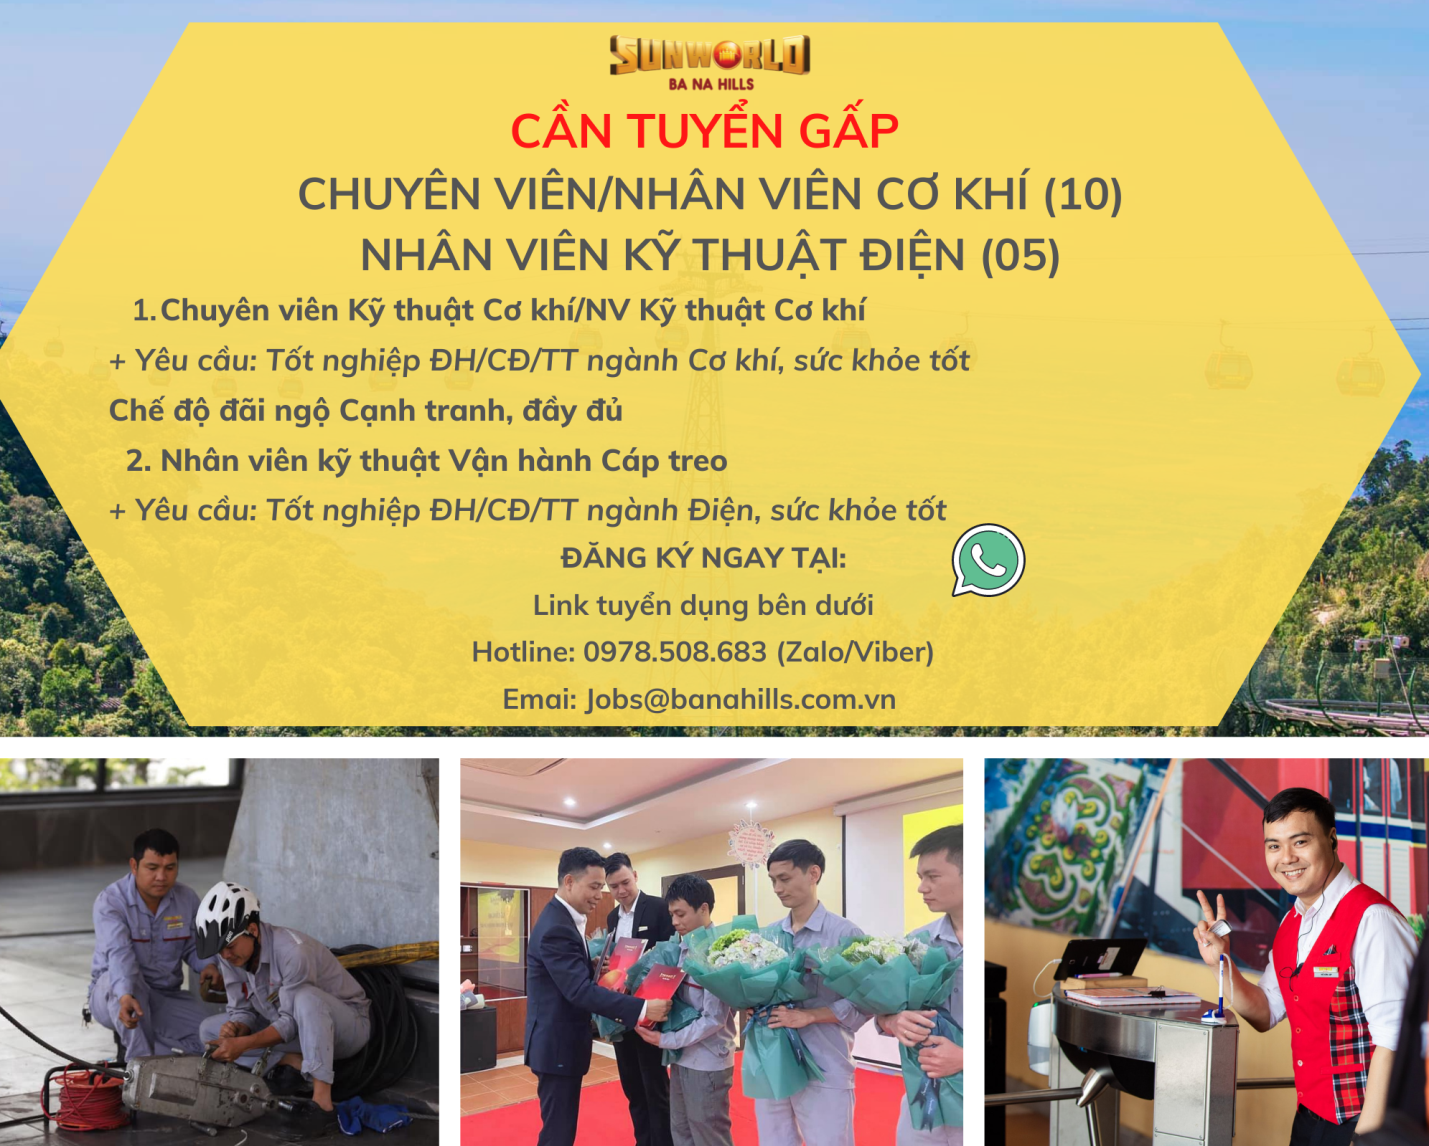 SUNWORLD
BA NA HILLS
CẦN TUYỂN GẤP
CHUYÊN VIÊN/NHÂN VIÊN CƠ KHÍ (10)
NHÂN VIÊN KỸ THUẬT ĐIỆN (05)
1. Chuyên viên Kỹ thuật Cơ khí/NV Kỹ thuật Cơ khí
+ Yêu cầu: Tốt nghiệp ĐH/CĐ/TT ngành Cơ khí, sức khỏe tốt
Chế độ đãi ngộ Cạnh tranh, đầy đủ
2. Nhân viên kỹ thuật Vận hành Cáp treo
+ Yêu cầu: Tốt nghiệp ĐH/CĐ/TT ngành Điện, sức khỏe tốt
ĐĂNG KÝ NGAY TẠI:
Link tuyển dụng bên dưới
Hotline: 0978.508.683 (Zalo/Viber)
Emai: Jobs@banahills.com.vn